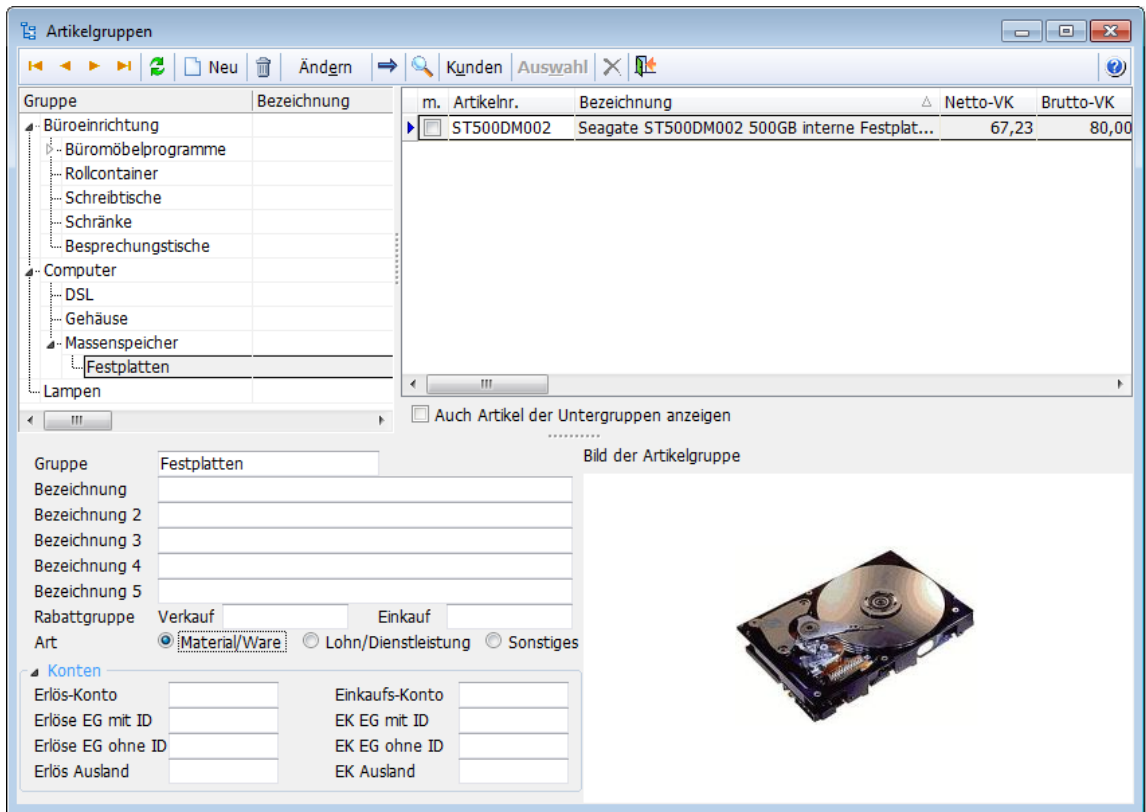 Artikelgruppen
Neu Ändern Kunden Auswahl
Gruppe Bezeichnung
Büroeinrichtung
Büromöbelprogramme
Rollcontainer
Schreibtische
Schränke
Besprechungstische
Computer
DSL
Gehäuse
Massenspeicher
Festplatten
Lampen
m. Artikelnr. Bezeichnung Netto-VK Brutto-VK
ST500DM002 Seagate ST500DM002 500GB interne Festplat... 67,23 80,00
Auch Artikel der Untergruppen anzeigen
Gruppe Festplatten
Bezeichnung
Bezeichnung 2
Bezeichnung 3
Bezeichnung 4
Bezeichnung 5
Rabattgruppe Verkauf Einkauf
Art Material/Ware Lohn/Dienstleistung Sonstiges
Konten
Erlös-Konto Einkaufs-Konto
Erlöse EG mit ID EK EG mit ID
Erlöse EG ohne ID EK EG ohne ID
Erlös Ausland EK Ausland
Bild der Artikelgruppe